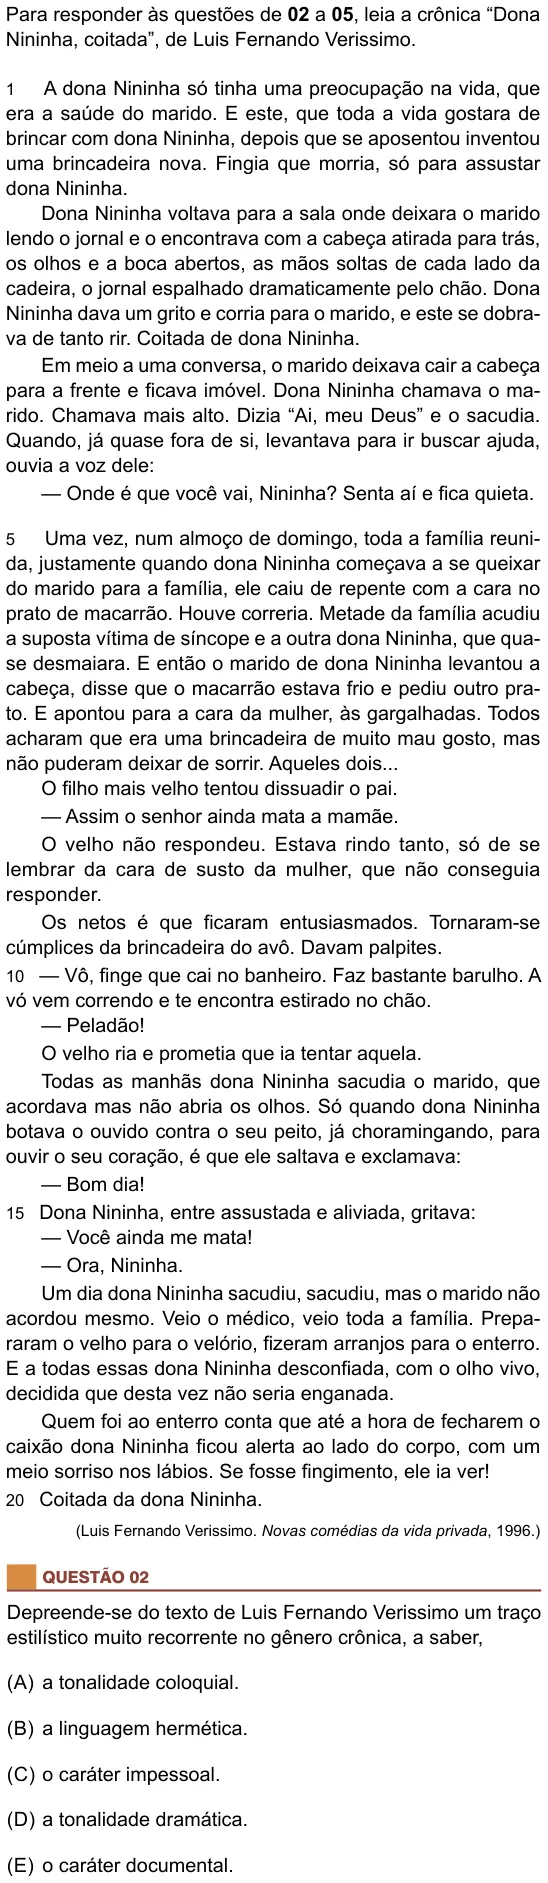 Para responder às questões de 02 a 05, leia a crônica “Dona
Nininha, coitada”, de Luis Fernando Verissimo.
1 A dona Nininha só tinha uma preocupação na vida, que
era a saúde do marido. E este, que toda a vida gostara de
brincar com dona Nininha, depois que se aposentou inventou
uma brincadeira nova. Fingia que morria, só para assustar
dona Nininha.
Dona Nininha voltava para a sala onde deixara o marido
lendo o jornal e o encontrava com a cabeça atirada para trás,
os olhos e a boca abertos, as mãos soltas de cada lado da
cadeira, o jornal espalhado dramaticamente pelo chão. Dona
Nininha dava um grito e corria para o marido, e este se dobra-
va de tanto rir. Coitada de dona Nininha.
Em meio a uma conversa, o marido deixava cair a cabeça
para a frente e ficava imóvel. Dona Nininha chamava o ma-
rido. Chamava mais alto. Dizia “Ai, meu Deus” e o sacudia.
Quando, já quase fora de si, levantava para ir buscar ajuda,
ouvia a voz dele:
— Onde é que você vai, Nininha? Senta aí e fica quieta.
5 Uma vez, num almoço de domingo, toda a família reuni-
da, justamente quando dona Nininha começava a se queixar
do marido para a família, ele caiu de repente com a cara no
prato de macarrão. Houve correria. Metade da família acudiu
a suposta vítima de síncope e a outra dona Nininha, que qua-
se desmaiara. E então o marido de dona Nininha levantou a
cabeça, disse que o macarrão estava frio e pediu outro pra-
to. E apontou para a cara da mulher, às gargalhadas. Todos
acharam que era uma brincadeira de muito mau gosto, mas
não puderam deixar de sorrir. Aqueles dois...
O filho mais velho tentou dissuadir o pai.
— Assim o senhor ainda mata a mamãe.
O velho não respondeu. Estava rindo tanto, só de se
lembrar da cara de susto da mulher, que não conseguia
responder.
Os netos é que ficaram entusiasmados. Tornaram-se
cúmplices da brincadeira do avô. Davam palpites.
10 — Vô, finge que cai no banheiro. Faz bastante barulho. A
vó vem correndo e te encontra estirado no chão.
— Peladão!
O velho ria e prometia que ia tentar aquela.
Todas as manhãs dona Nininha sacudia o marido, que
acordava mas não abria os olhos. Só quando dona Nininha
botava o ouvido contra o seu peito, já choramingando, para
ouvir o seu coração, é que ele saltava e exclamava:
— Bom dia!
15 Dona Nininha, entre assustada e aliviada, gritava:
— Você ainda me mata!
— Ora, Nininha.
Um dia dona Nininha sacudiu, sacudiu, mas o marido não
acordou mesmo. Veio o médico, veio toda a família. Prepa-
raram o velho para o velório, fizeram arranjos para o enterro.
E a todas essas dona Nininha desconfiada, com o olho vivo,
decidida que desta vez não seria enganada.
Quem foi ao enterro conta que até a hora de fecharem o
caixão dona Nininha ficou alerta ao lado do corpo, com um
meio sorriso nos lábios. Se fosse fingimento, ele ia ver!
20 Coitada da dona Nininha.
(Luis Fernando Verissimo. Novas comédias da vida privada, 1996.)
QUESTÃO 02
Depreende-se do texto de Luis Fernando Verissimo um traço
estilístico muito recorrente no gênero crônica, a saber,
(A) a tonalidade coloquial.
(B) a linguagem hermética.
(C) o caráter impessoal.
(D) a tonalidade dramática.
(E) o caráter documental.